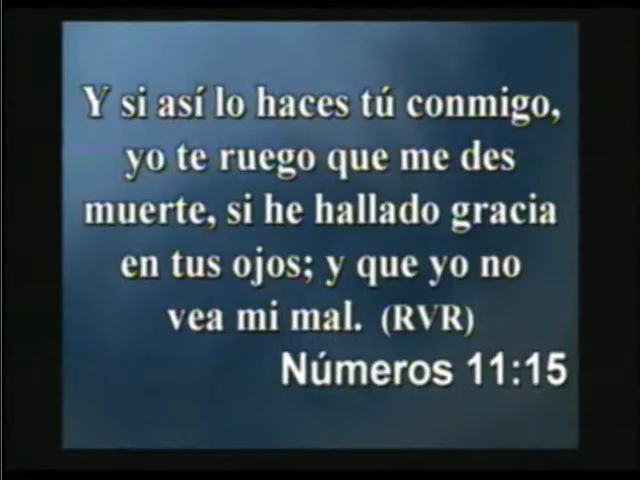 Y si así lo haces tú conmigo,
yo te ruego que me des
muerte, si he hallado gracia
en tus ojos; y que yo no
vea mi mal. (RVR)
Números 11:15